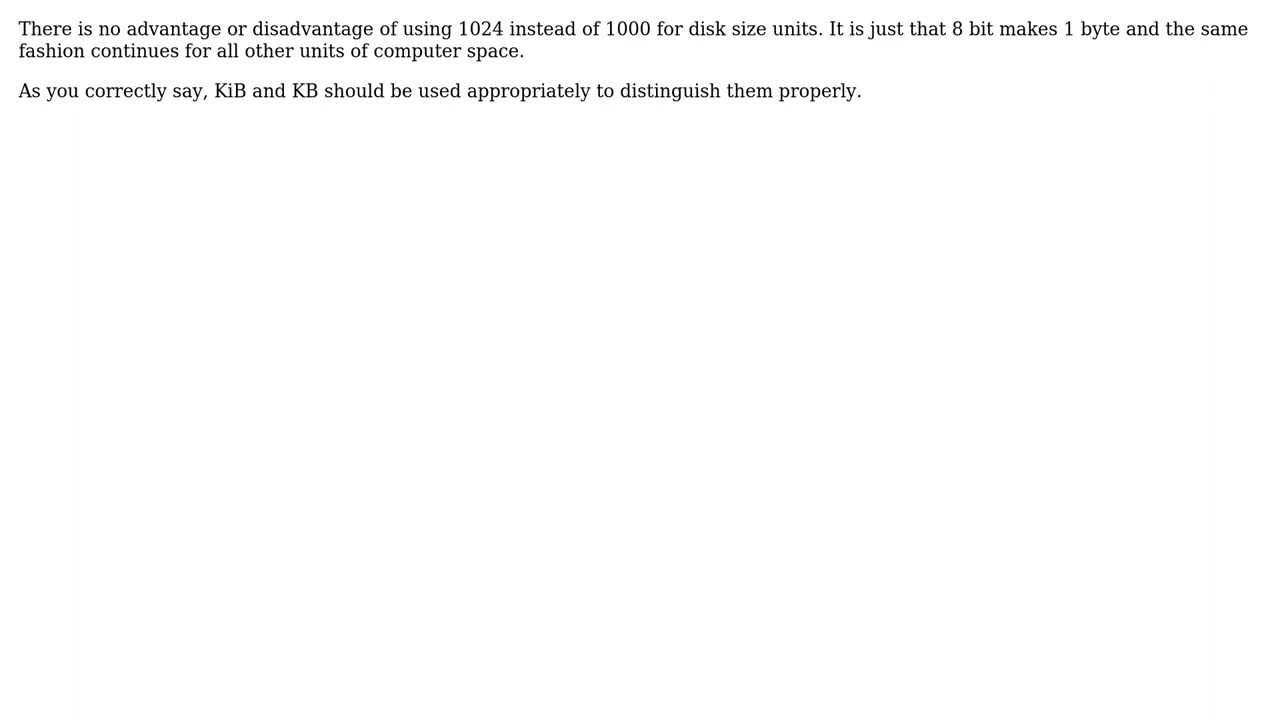 There is no advantage or disadvantage of using 1024 instead of 1000 for disk size units. It is just that 8 bit makes 1 byte and the same
fashion continues for all other units of computer space.
As you correctly say, KiB and KB should be used appropriately to distinguish them properly.